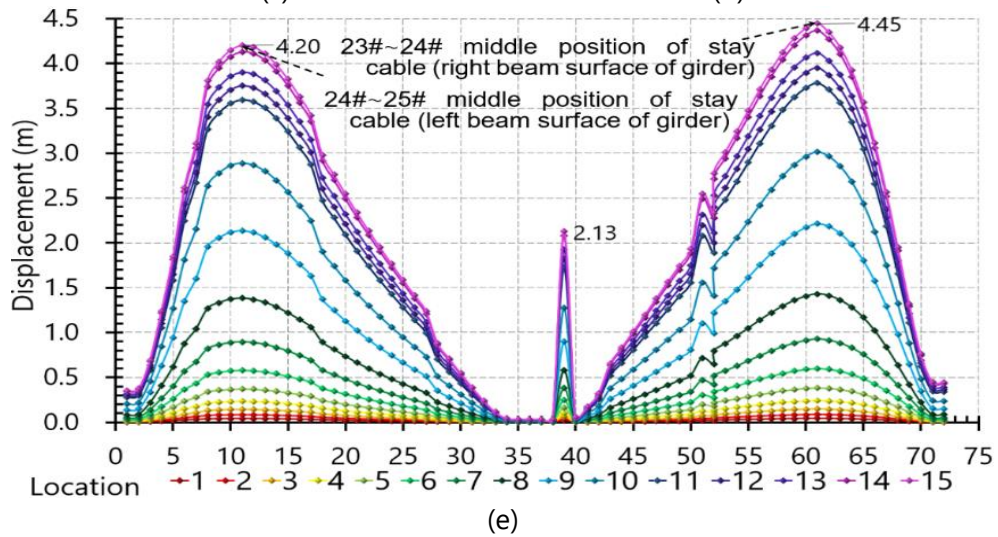 4.5
4.45
4.20 23#~24# middle position of stay
cable (right beam surface of girder)
24#~25# middle position of stay
cable (left beam surface of girder)
4.0
3.5
3.0
2.5
2.0
1.5
1.0
0.5
0.0
Displacement (m)
2.13
0 5 10 15 20 25 30 35 40 45 50 55 60 65 70 75
Location 1 2 3 4 5 6 7 8 9 10 11 12 13 14 15
(e)